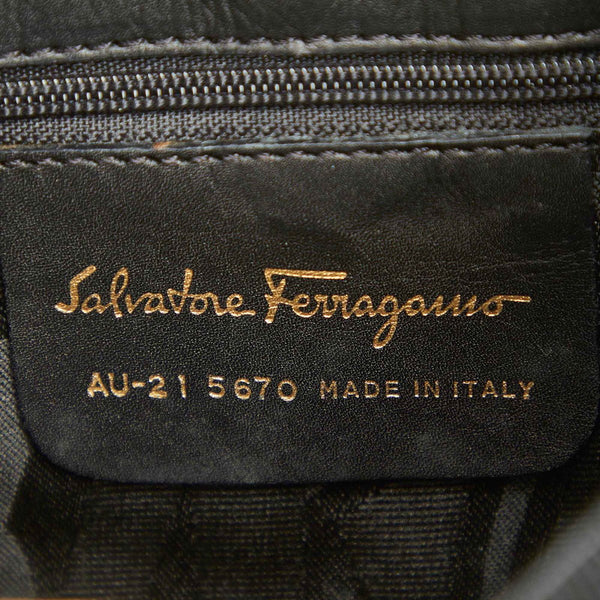 Salvatore Ferragamo
AU-21 5670 MADE IN ITALY